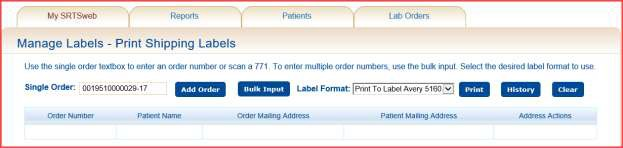 My SRTSweb Reports Patients Lab Orders
Manage Labels - Print Shipping Labels
Use the single order textbox to enter an order number or scan a 771. To enter multiple order numbers, use the bulk input. Select the desired label format to use.
Single Order: 0019510000029-17 Add Order Bulk Input Label Format: Print To Label Avery 5160 Print History Clear
Order Number Patient Name Order Mailing Address Patient Mailing Address Address Actions